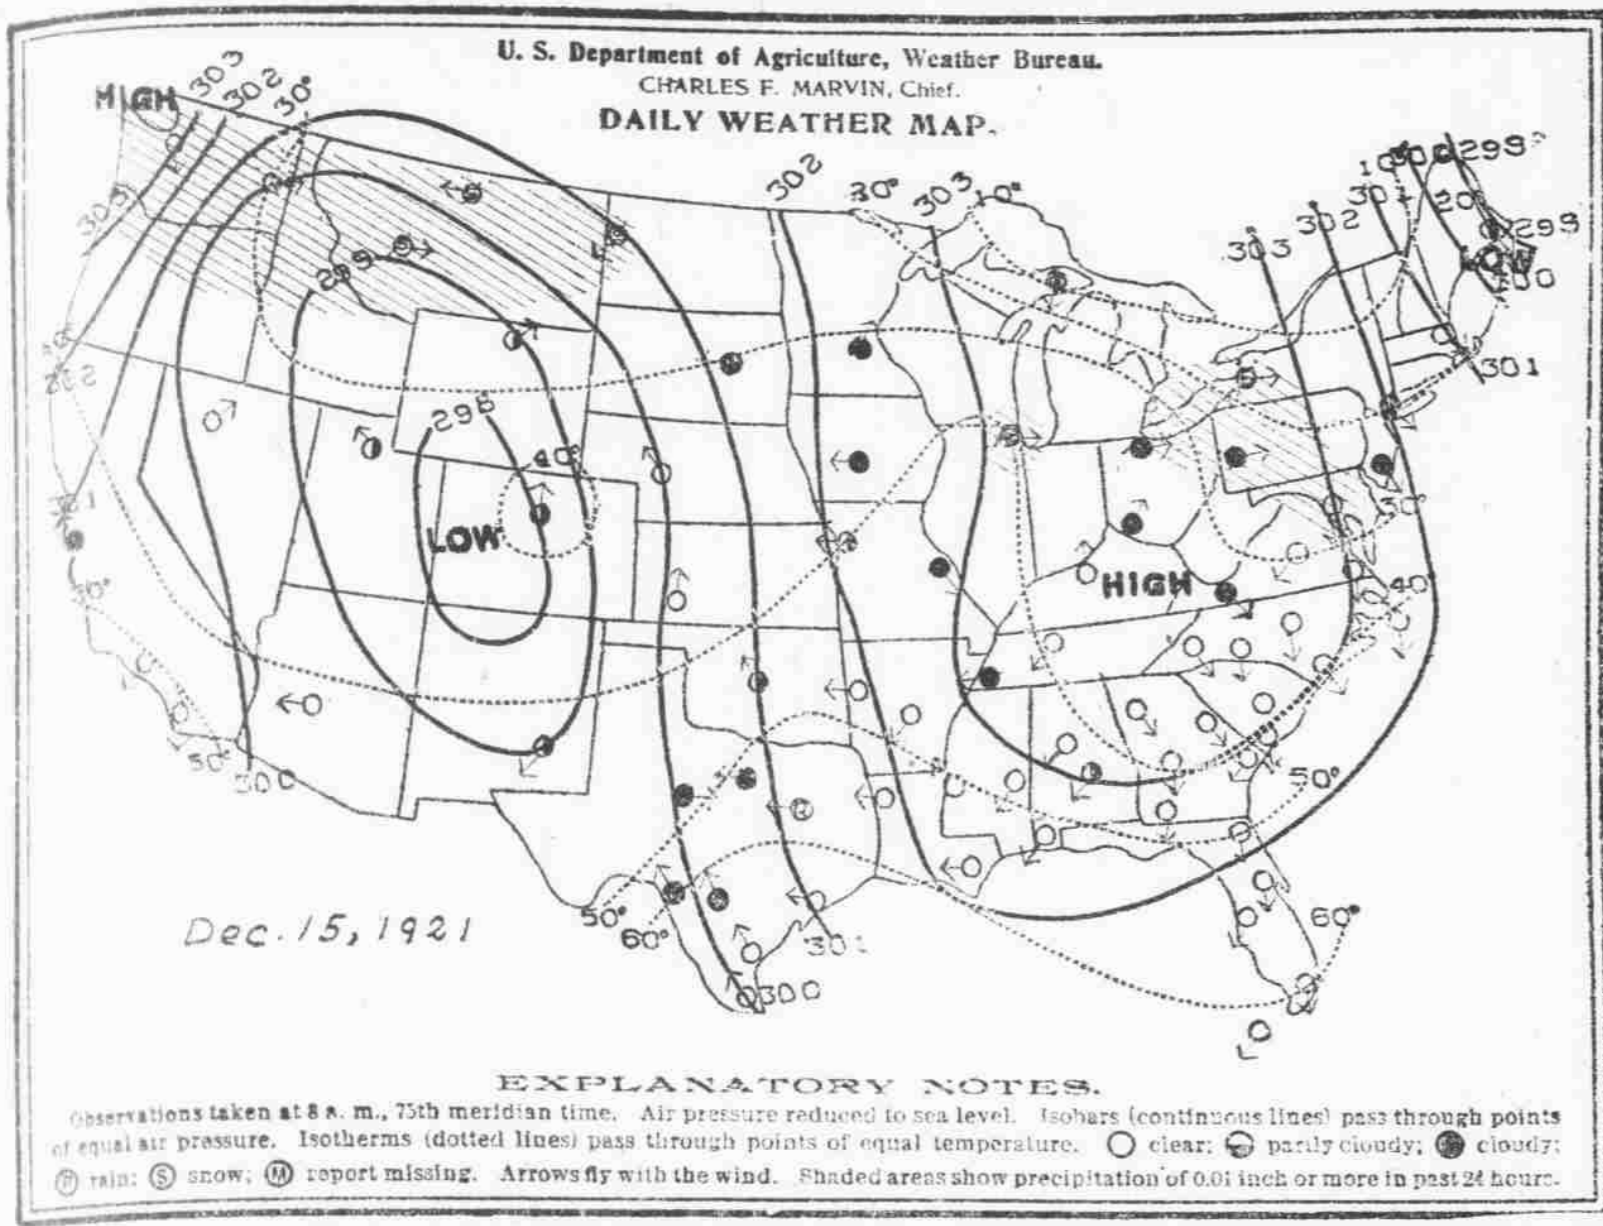 U. S. Department of Agriculture, Weather Bureau.
CHARLES F. MARVIN, Chief.
DAILY WEATHER MAP.
HIGH
303
302
30°
302
30°
303
10°
303
302
301
299
299
301
303
299
296
40°
LOW
HIGH
40°
30°
50°
300
50°
60°
301
300
50°
60°
Dec. 15, 1921
EXPLANATORY NOTES.
Observations taken at 8 a. m., 75th meridian time. Air pressure reduced to sea level. Isobars (continuous lines) pass through points
of equal air pressure. Isotherms (dotted lines) pass through points of equal temperature. clear; partly cloudy; cloudy;
R rain; S snow; M report missing. Arrows fly with the wind. Shaded areas show precipitation of 0.01 inch or more in past 24 hours.